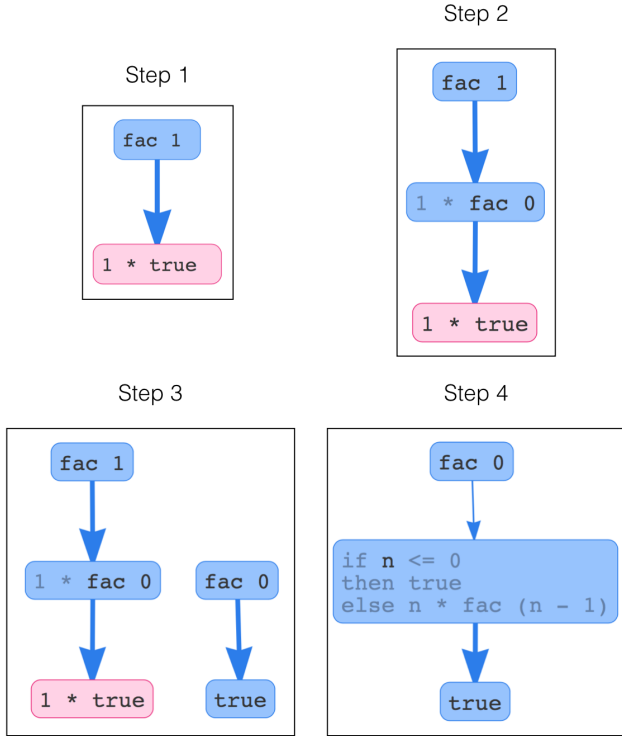 Step 1
fac 1
1 * true
Step 2
fac 1
1 * fac 0
1 * true
Step 3
fac 1
1 * fac 0
fac 0
1 * true
true
Step 4
fac 0
if n <= 0
then true
else n * fac (n - 1)
true